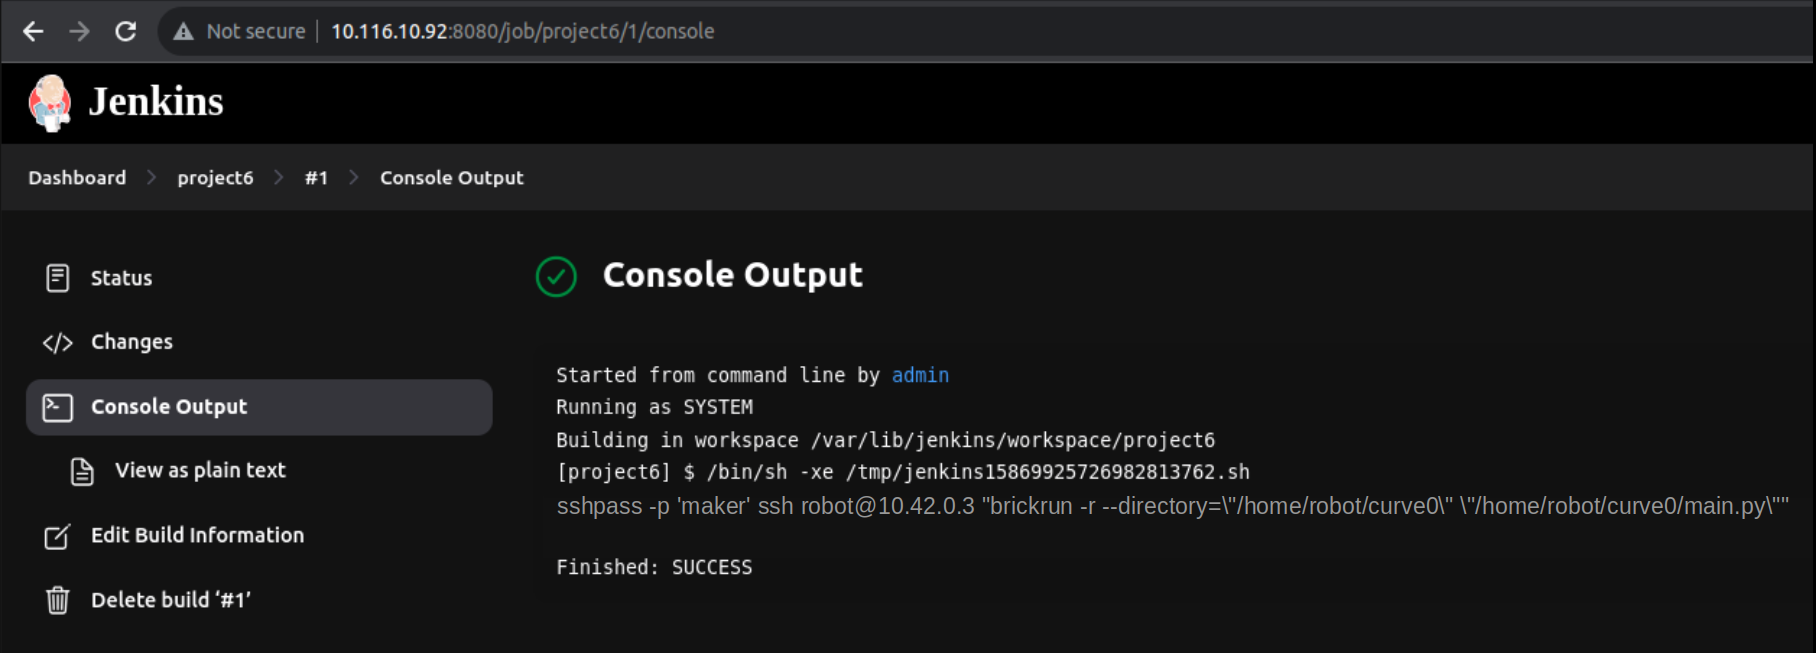 Not secure | 10.116.10.92:8080/job/project6/1/console
Jenkins
Dashboard > project6 > #1 > Console Output
Status
Changes
Console Output
View as plain text
Edit Build Information
Delete build ‘#1’
Console Output
Started from command line by admin
Running as SYSTEM
Building in workspace /var/lib/jenkins/workspace/project6
[project6] $ /bin/sh -xe /tmp/jenkins15869925726982813762.sh
sshpass -p 'maker' ssh robot@10.42.0.3 "brickrun -r --directory=\"/home/robot/curve0\" \"/home/robot/curve0/main.py\""
Finished: SUCCESS